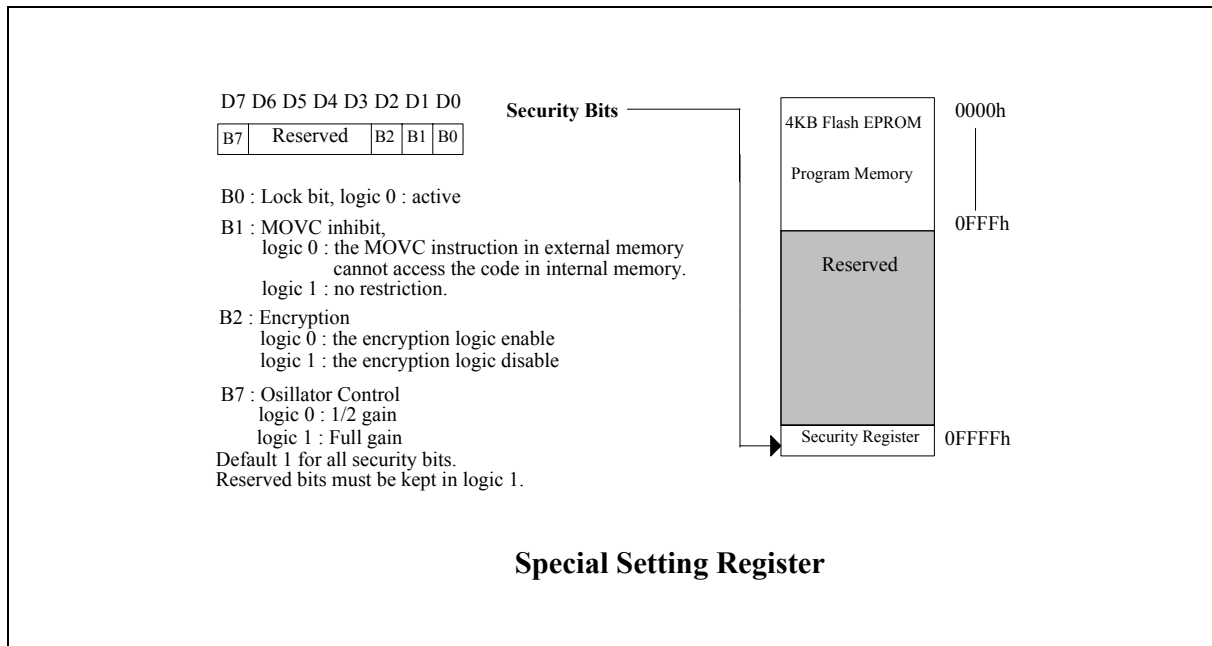 D7 D6 D5 D4 D3 D2 D1 D0
B7 Reserved B2 B1 B0
B0 : Lock bit, logic 0 : active
B1 : MOVC inhibit,
logic 0 : the MOVC instruction in external memory
cannot access the code in internal memory.
logic 1 : no restriction.
B2 : Encryption
logic 0 : the encryption logic enable
logic 1 : the encryption logic disable
B7 : Osillator Control
logic 0 : 1/2 gain
logic 1 : Full gain
Default 1 for all security bits.
Reserved bits must be kept in logic 1.
Security Bits
4KB Flash EPROM
Program Memory
0000h
0FFFh
Reserved
Security Register
0FFFFh
Special Setting Register